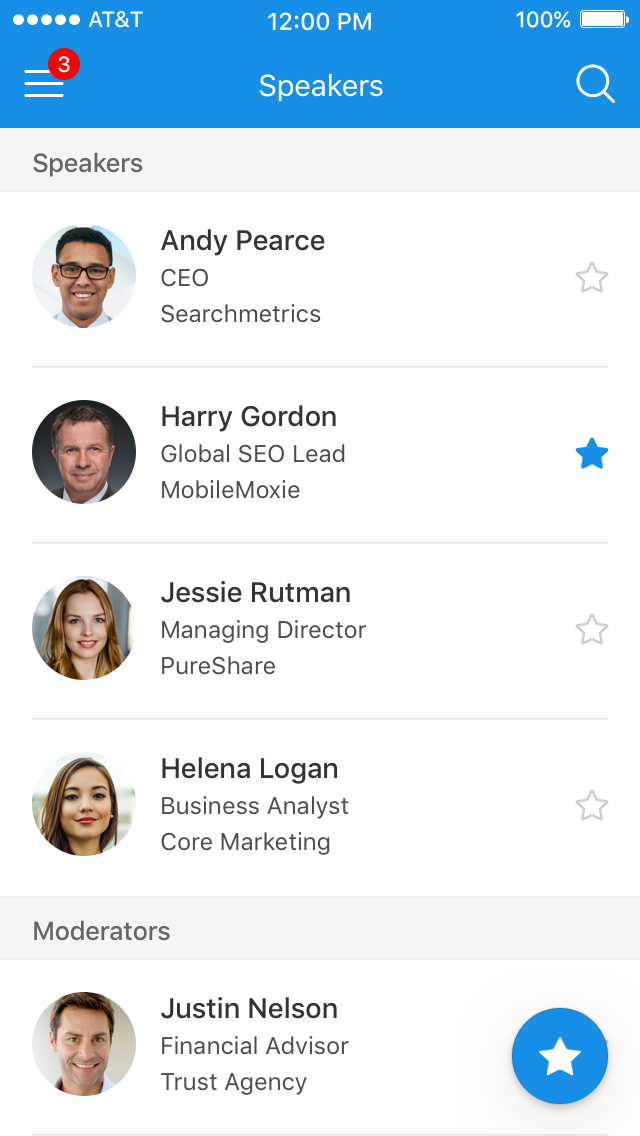 AT&T 12:00 PM 100%
3
Speakers
Speakers
Andy Pearce
CEO
Searchmetrics
Harry Gordon
Global SEO Lead
MobileMoxie
Jessie Rutman
Managing Director
PureShare
Helena Logan
Business Analyst
Core Marketing
Moderators
Justin Nelson
Financial Advisor
Trust Agency